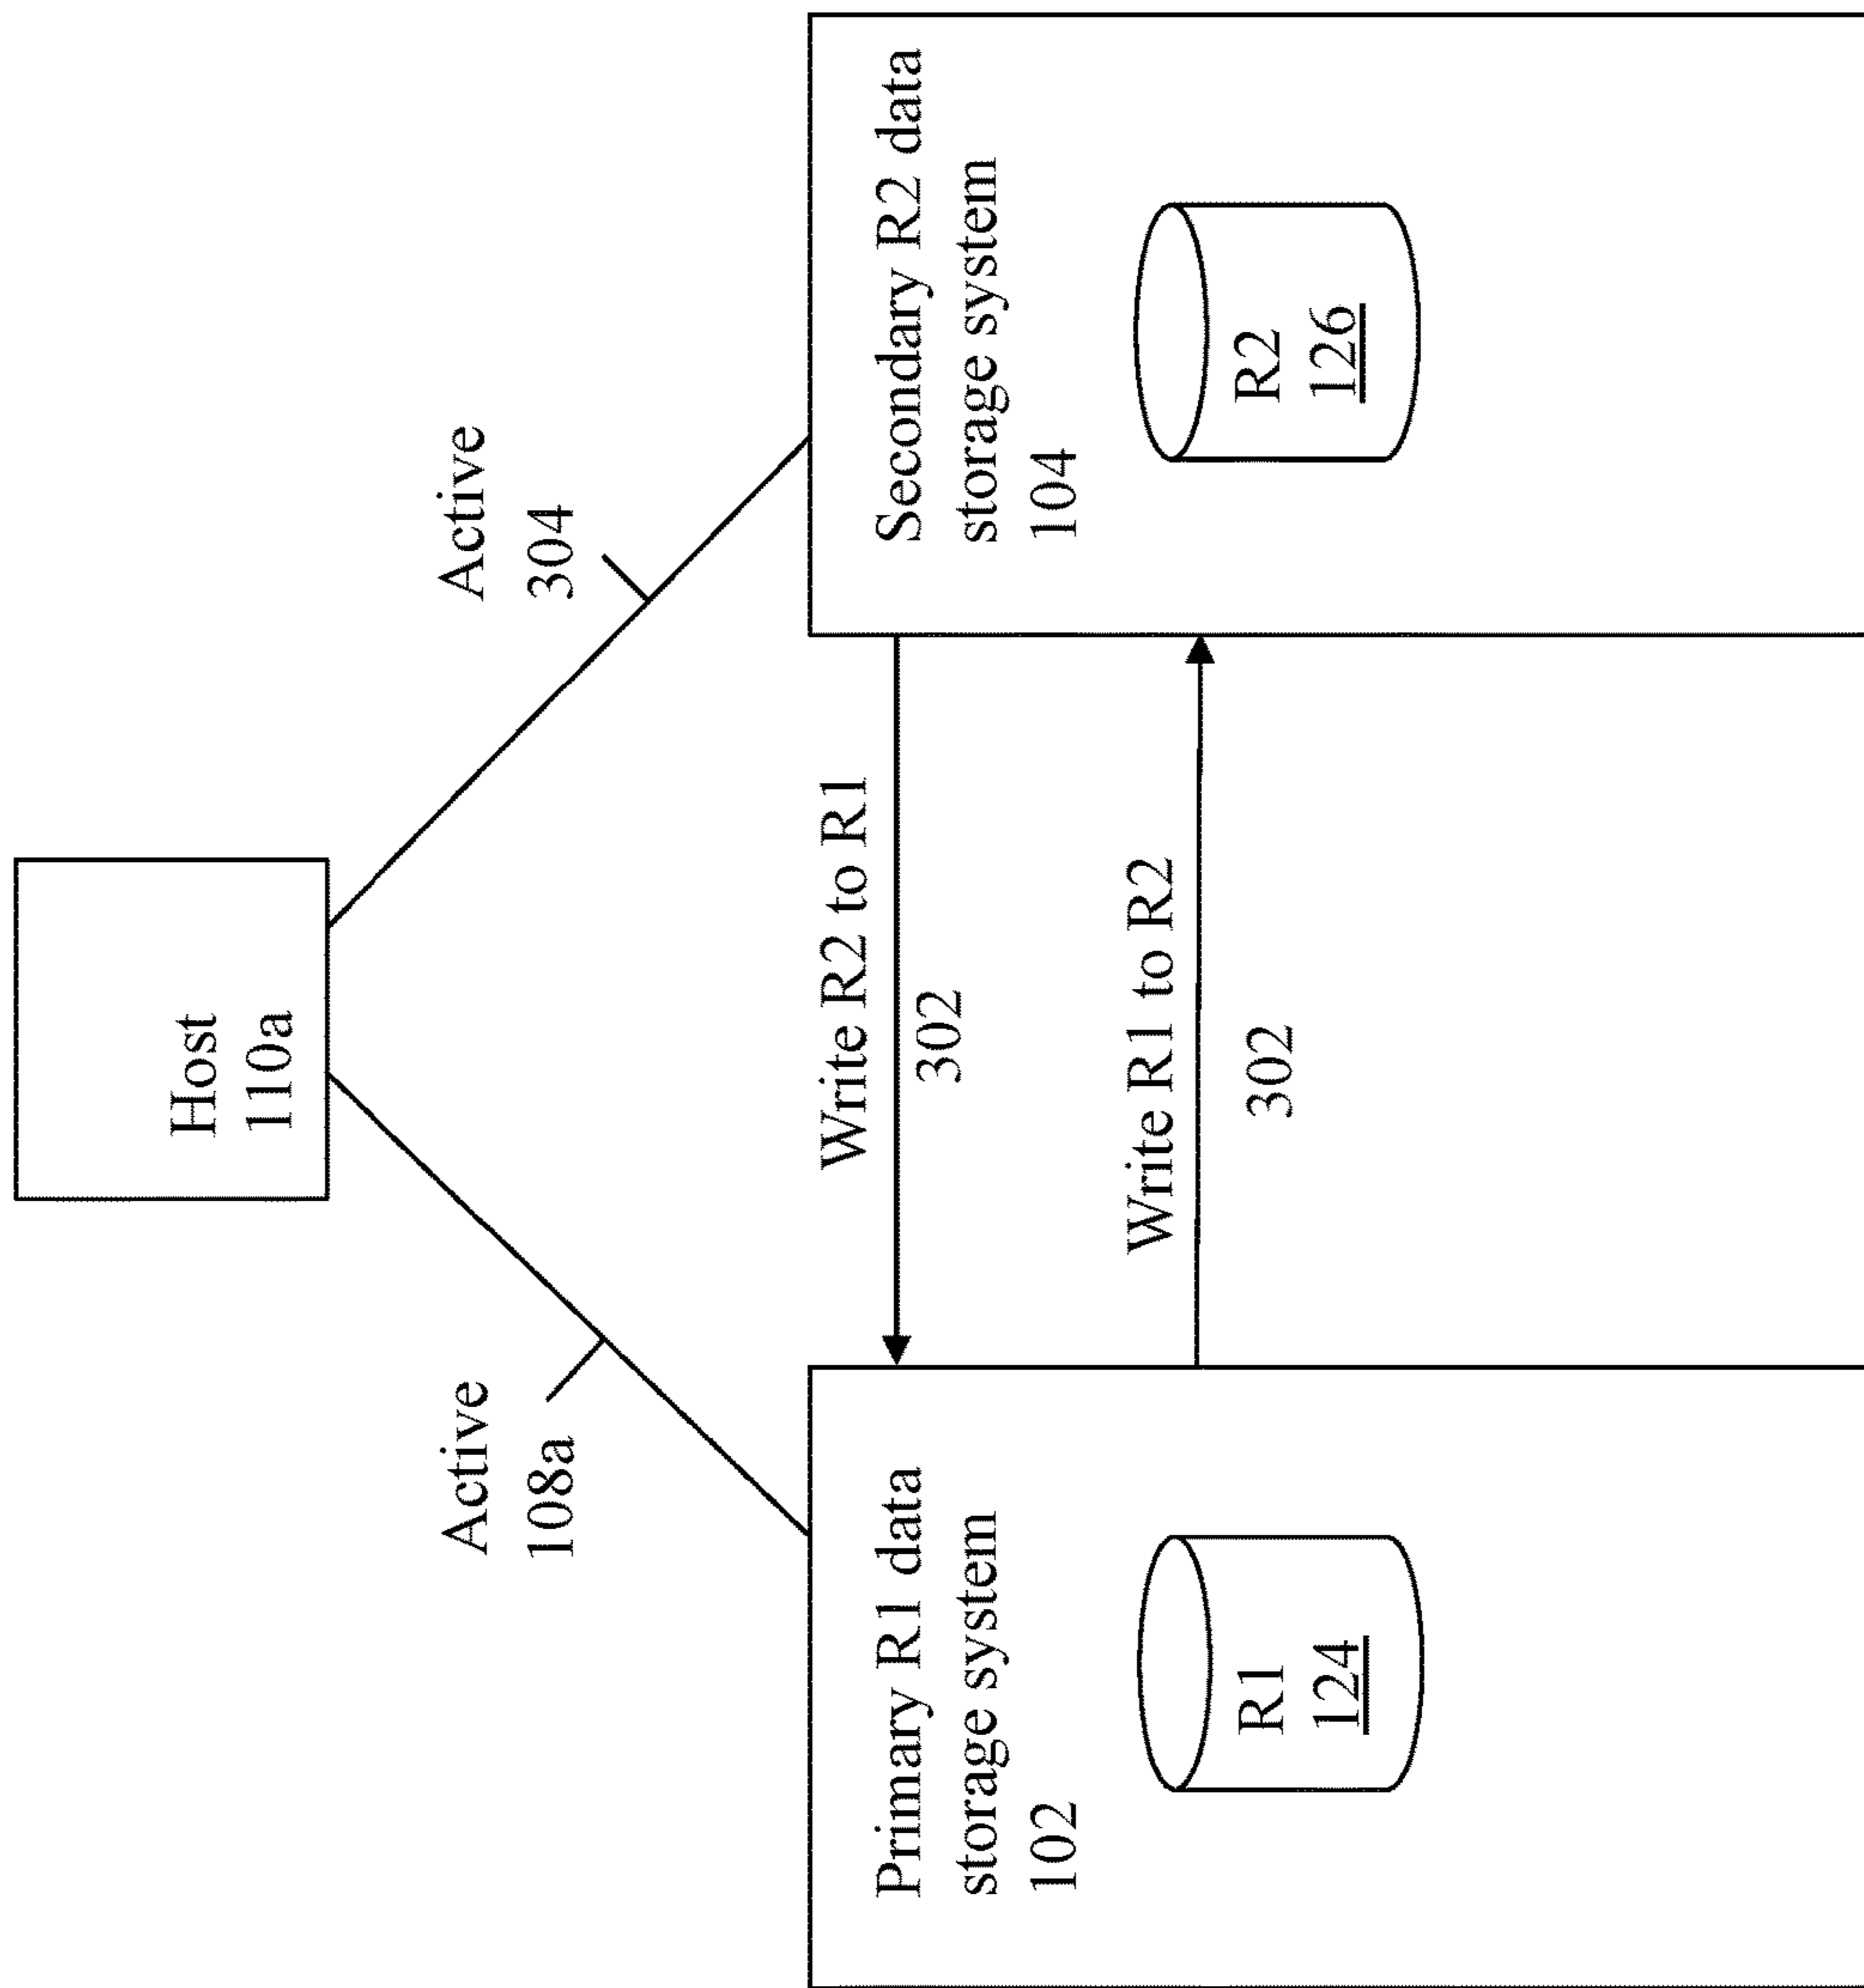 Host
110a
Active
108a
Active
304
Primary R1 data
storage system
102
R1
124
Write R2 to R1
302
Write R1 to R2
302
Secondary R2 data
storage system
104
R2
126